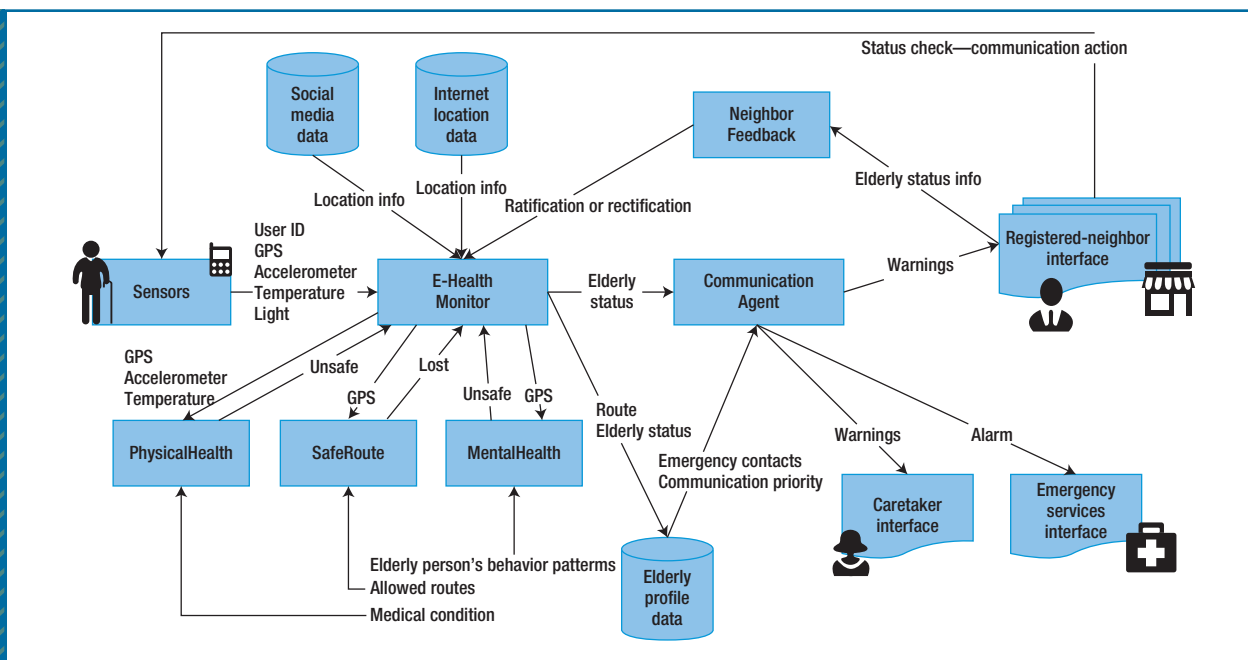 Status check—communication action
Social
media
data
Internet
location
data
Neighbor
Feedback
Elderly status info
Location info
Location info
Ratification or rectification
User ID
GPS
Accelerometer
Temperature
Light
Sensors
E-Health
Monitor
Elderly
status
Communication
Agent
Warnings
Registered-neighbor
interface
GPS
Accelerometer
Temperature
Unsafe
Lost
GPS
Unsafe
GPS
Route
Elderly status
PhysicalHealth
SafeRoute
MentalHealth
Emergency contacts
Communication priority
Warnings
Alarm
Caretaker
interface
Emergency
services
interface
Elderly person's behavior patterns
Allowed routes
Medical condition
Elderly
profile
data